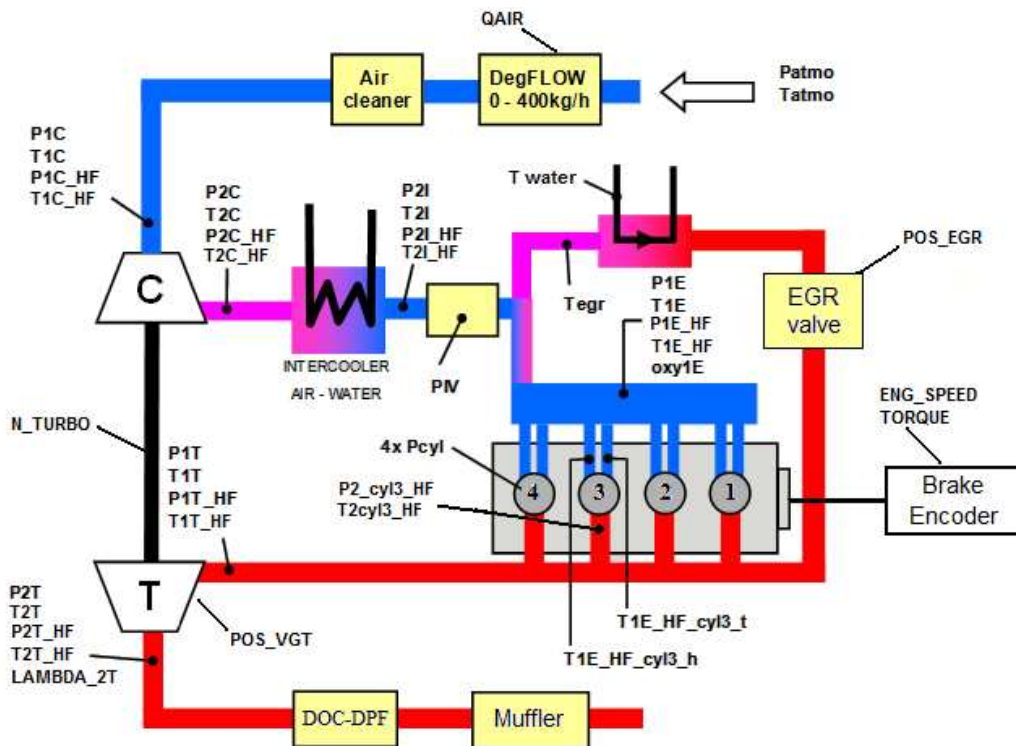 QAIR
Air
cleaner
DegFLOW
0 - 400kg/h
Patmo
Tatmo
P1C
T1C
P1C_HF
T1C_HF
P2C
T2C
P2C_HF
T2C_HF
P2I
T2I
P2I_HF
T2I_HF
T water
POS_EGR
C
Tegr
P1E
T1E
P1E_HF
T1E_HF
oxy1E
EGR
valve
INTERCOOLER
AIR - WATER
PIV
N_TURBO
ENG_SPEED
TORQUE
P1T
T1T
P1T_HF
T1T_HF
4x Pcyl
P2_cyl3_HF
T2cyl3_HF
4
3
2
1
Brake
Encoder
T
P2T
T2T
P2T_HF
T2T_HF
LAMBDA_2T
POS_VGT
T1E_HF_cyl3_t
T1E_HF_cyl3_h
DOC-DPF
Muffler